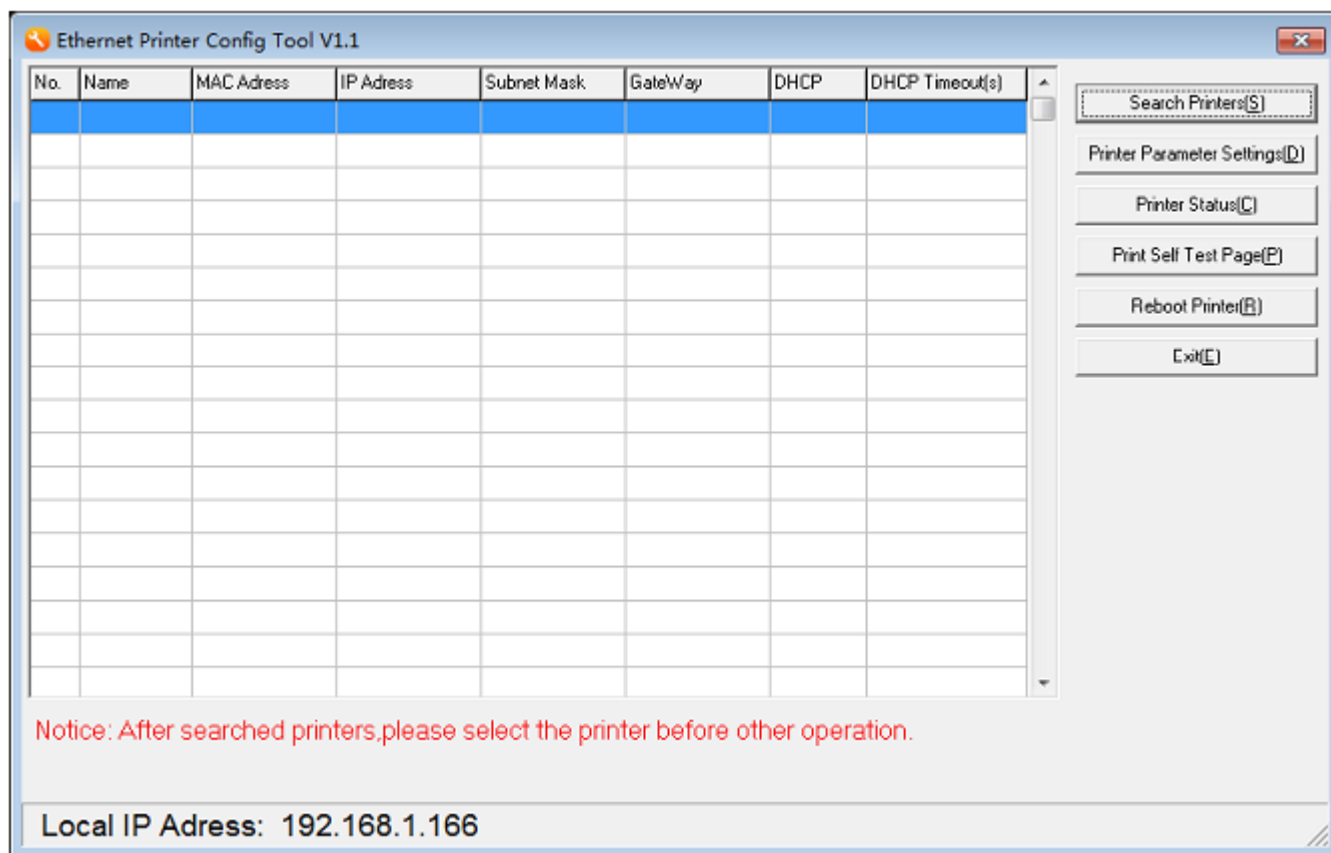 Ethernet Printer Config Tool V1.1
No. Name MAC Adress IP Adress Subnet Mask GateWay DHCP DHCP Timeout(s)
Search Printers(S)
Printer Parameter Settings(D)
Printer Status(C)
Print Self Test Page(P)
Reboot Printer(R)
Exit(E)
Notice: After searched printers,please select the printer before other operation.
Local IP Adress: 192.168.1.166